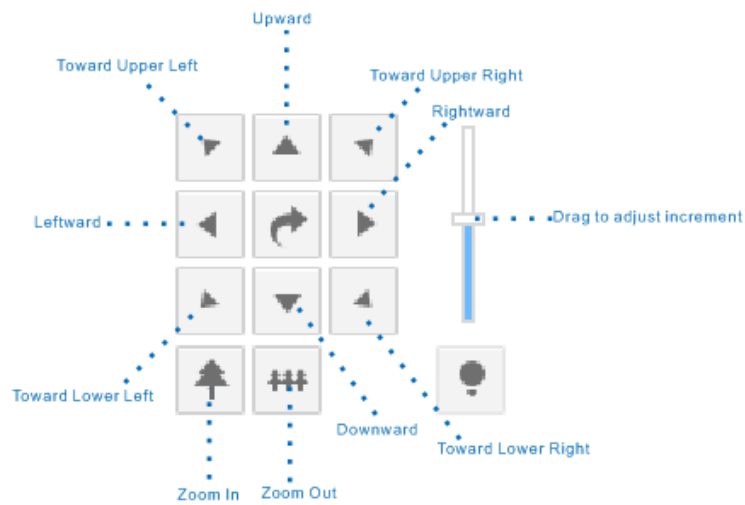 Upward
Toward Upper Left
Toward Upper Right
Rightward
Leftward
Drag to adjust increment
Toward Lower Left
Downward
Toward Lower Right
Zoom In
Zoom Out